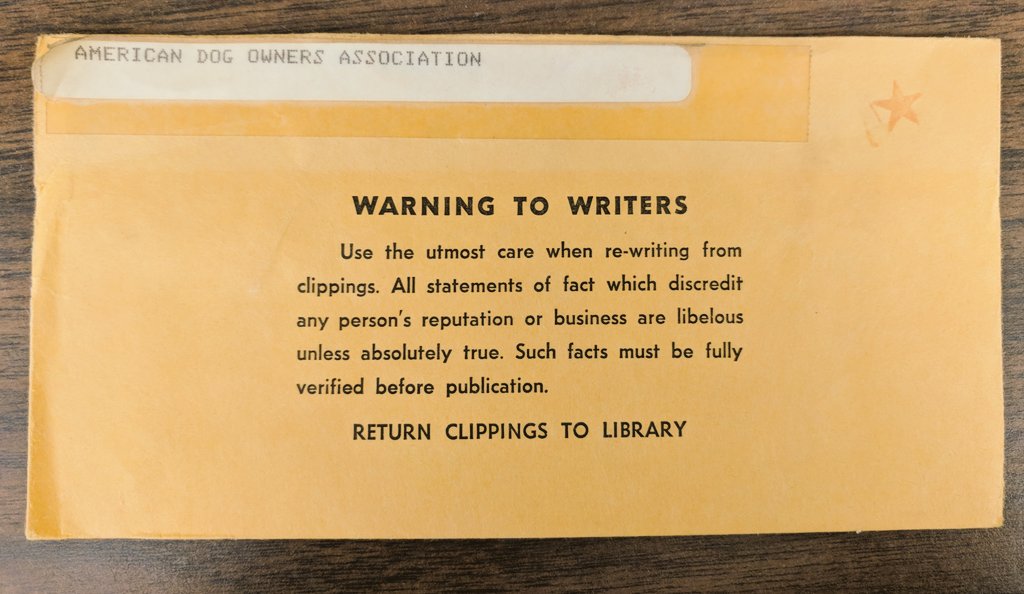 AMERICAN DOG OWNERS ASSOCIATION
WARNING TO WRITERS
Use the utmost care when re-writing from
clippings. All statements of fact which discredit
any person's reputation or business are libelous
unless absolutely true. Such facts must be fully
verified before publication.
RETURN CLIPPINGS TO LIBRARY